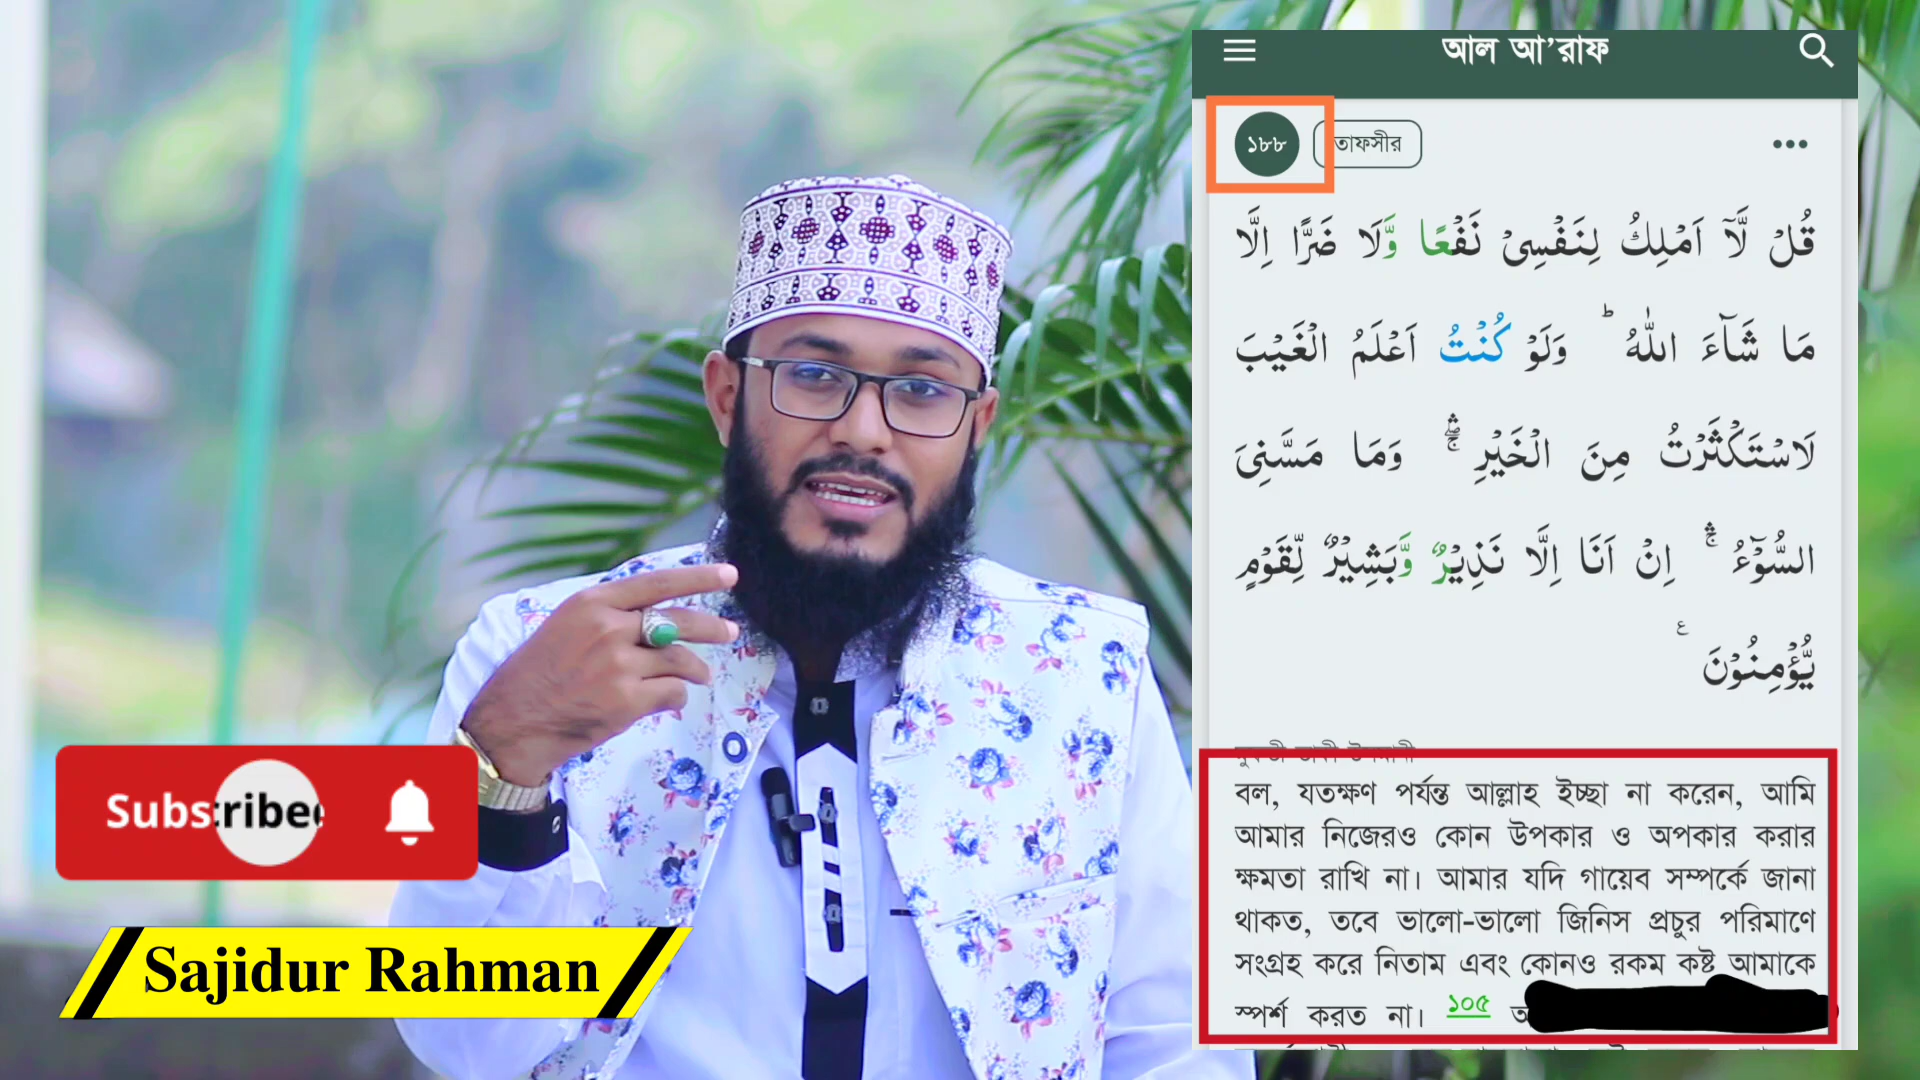 আল আ'রাফ
১৮৮ তাফসীর
قُلْ لَّاۤ اَمْلِكُ لِنَفْسِیْ نَفْعًا وَّلَا ضَرًّا اِلَّا
مَا شَآءَ اللّٰهُ ؕ وَلَوْ كُنْتُ اَعْلَمُ الْغَیْبَ
لَاسْتَكْثَرْتُ مِنَ الْخَیْرِ ۛۖۚ وَمَا مَسَّنِیَ
السُّوْٓءُ ۛۚ اِنْ اَنَا اِلَّا نَذِیْرٌ وَّبَشِیْرٌ لِّقَوْمٍ
یُّؤْمِنُوْنَ ۧ
বল, যতক্ষণ পর্যন্ত আল্লাহ ইচ্ছা না করেন, আমি
আমার নিজেরও কোন উপকার ও অপকার করার
ক্ষমতা রাখি না। আমার যদি গায়েব সম্পর্কে জানা
থাকত, তবে ভালো-ভালো জিনিস প্রচুর পরিমাণে
সংগ্রহ করে নিতাম এবং কোনও রকম কষ্ট আমাকে
স্পর্শ করত না। ১০৫
Subscribe
Sajidur Rahman